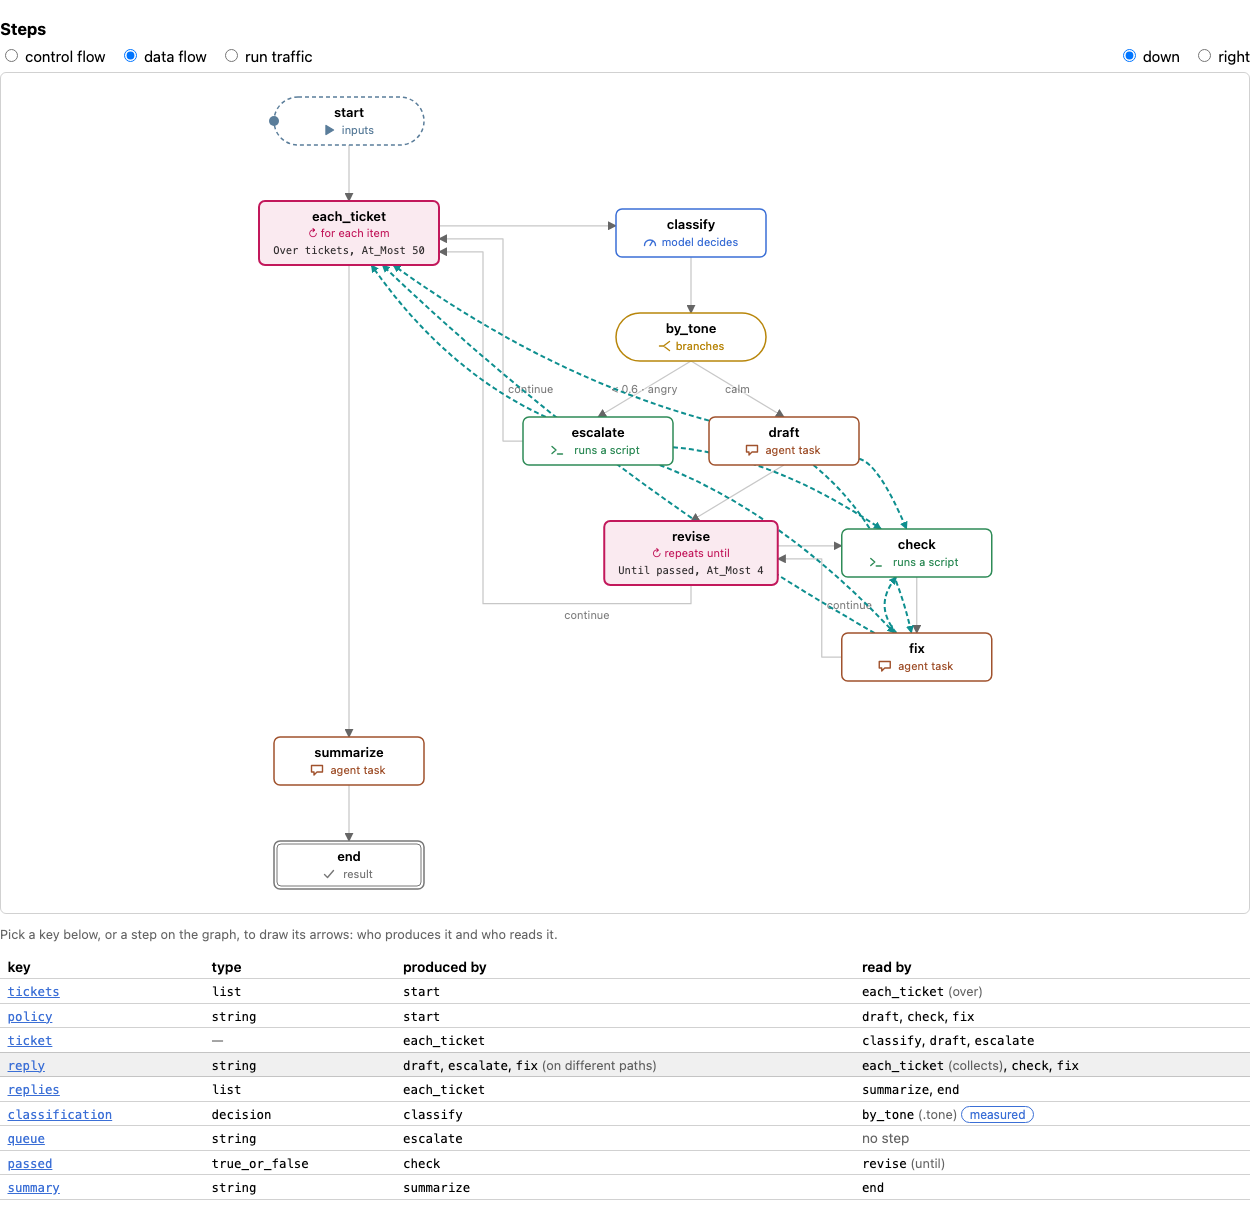 Steps
control flow data flow run traffic down right
start
inputs
each_ticket
for each item
Over tickets, At_Most 50
classify
model decides
by_tone
branches
continue < 0.6 · angry calm
escalate
runs a script
draft
agent task
revise
repeats until
Until passed, At_Most 4
check
runs a script
continue
continue
fix
agent task
summarize
agent task
end
result
Pick a key below, or a step on the graph, to draw its arrows: who produces it and who reads it.
key type produced by read by
tickets list start each_ticket (over)
policy string start draft, check, fix
ticket — each_ticket classify, draft, escalate
reply string draft, escalate, fix (on different paths) each_ticket (collects), check, fix
replies list each_ticket summarize, end
classification decision classify by_tone (.tone) measured
queue string escalate no step
passed true_or_false check revise (until)
summary string summarize end